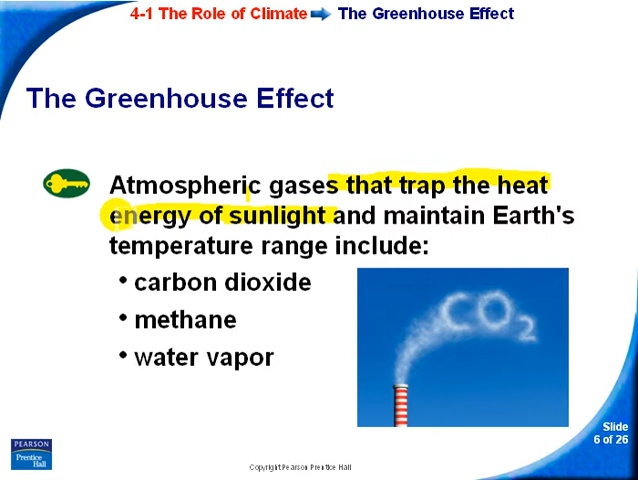 4-1 The Role of Climate The Greenhouse Effect
The Greenhouse Effect
Atmospheric gases that trap the heat
energy of sunlight and maintain Earth's
temperature range include:
• carbon dioxide
• methane
• water vapor
CO2
Slide
6 of 26
PEARSON
Prentice
Hall
Copyright Pearson Prentice Hall